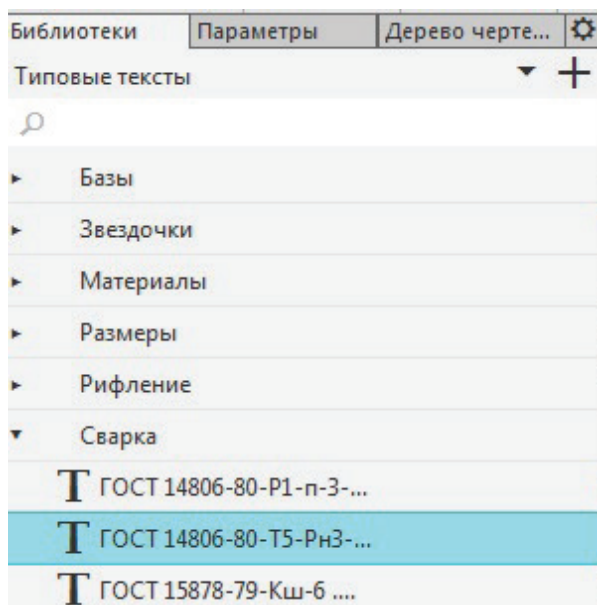 Библиотеки Параметры Дерево черте...
Типовые тексты
Базы
Звездочки
Материалы
Размеры
Рифление
Сварка
T ГОСТ 14806-80-Р1-п-3-...
T ГОСТ 14806-80-Т5-РнЗ-...
T ГОСТ 15878-79-Кш-6 ....